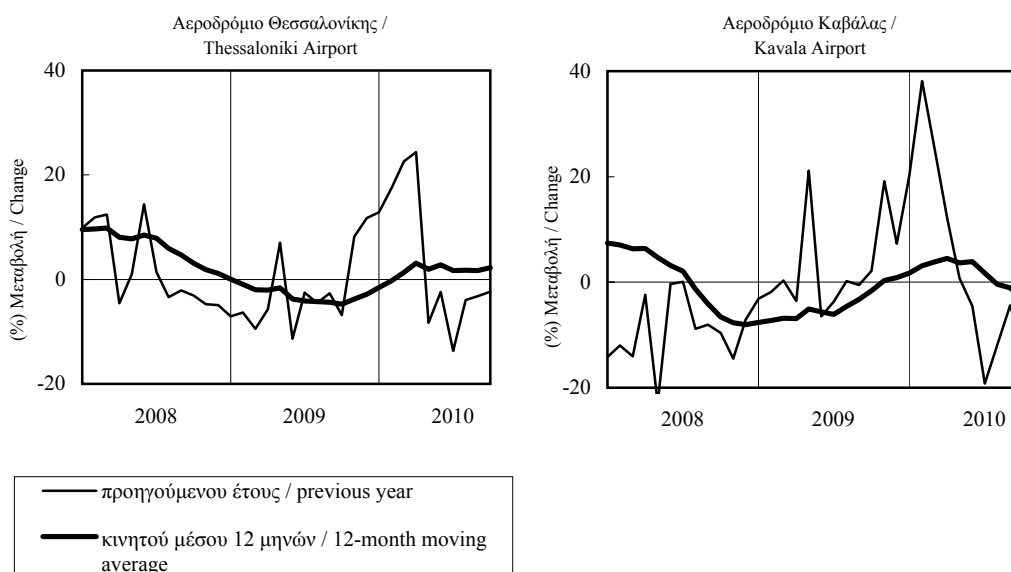 Αεροδρόμιο Θεσσαλονίκης /
Thessaloniki Airport
40
20
0
-20
(%) Μεταβολή / Change
2008
2009
2010
Αεροδρόμιο Καβάλας /
Kavala Airport
40
20
0
-20
(%) Μεταβολή / Change
2008
2009
2010
προηγούμενου έτους / previous year
κινητού μέσου 12 μηνών / 12-month moving
average